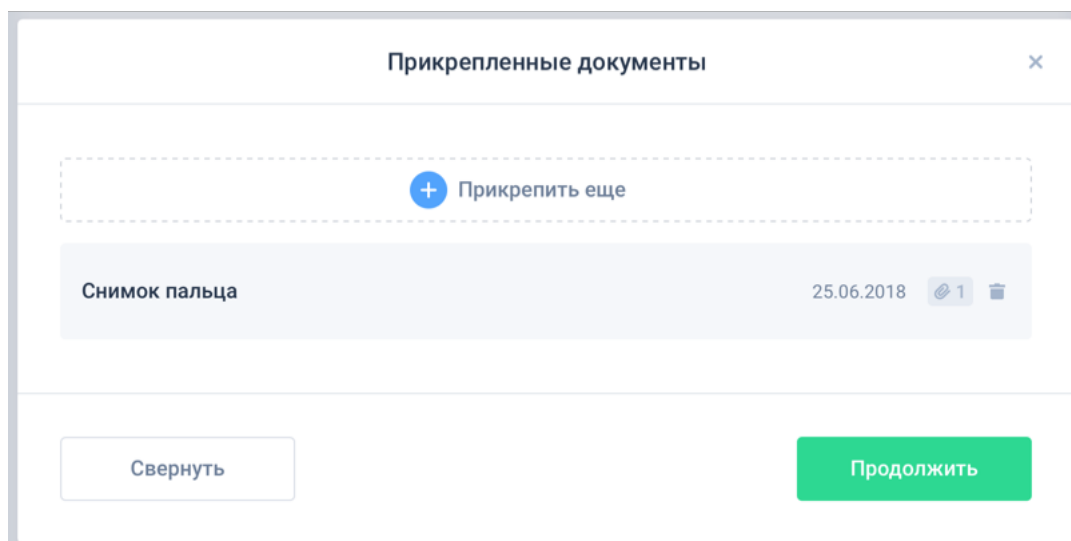 Прикрепленные документы
Прикрепить еще
Снимок пальца 25.06.2018 1
Свернуть Продолжить